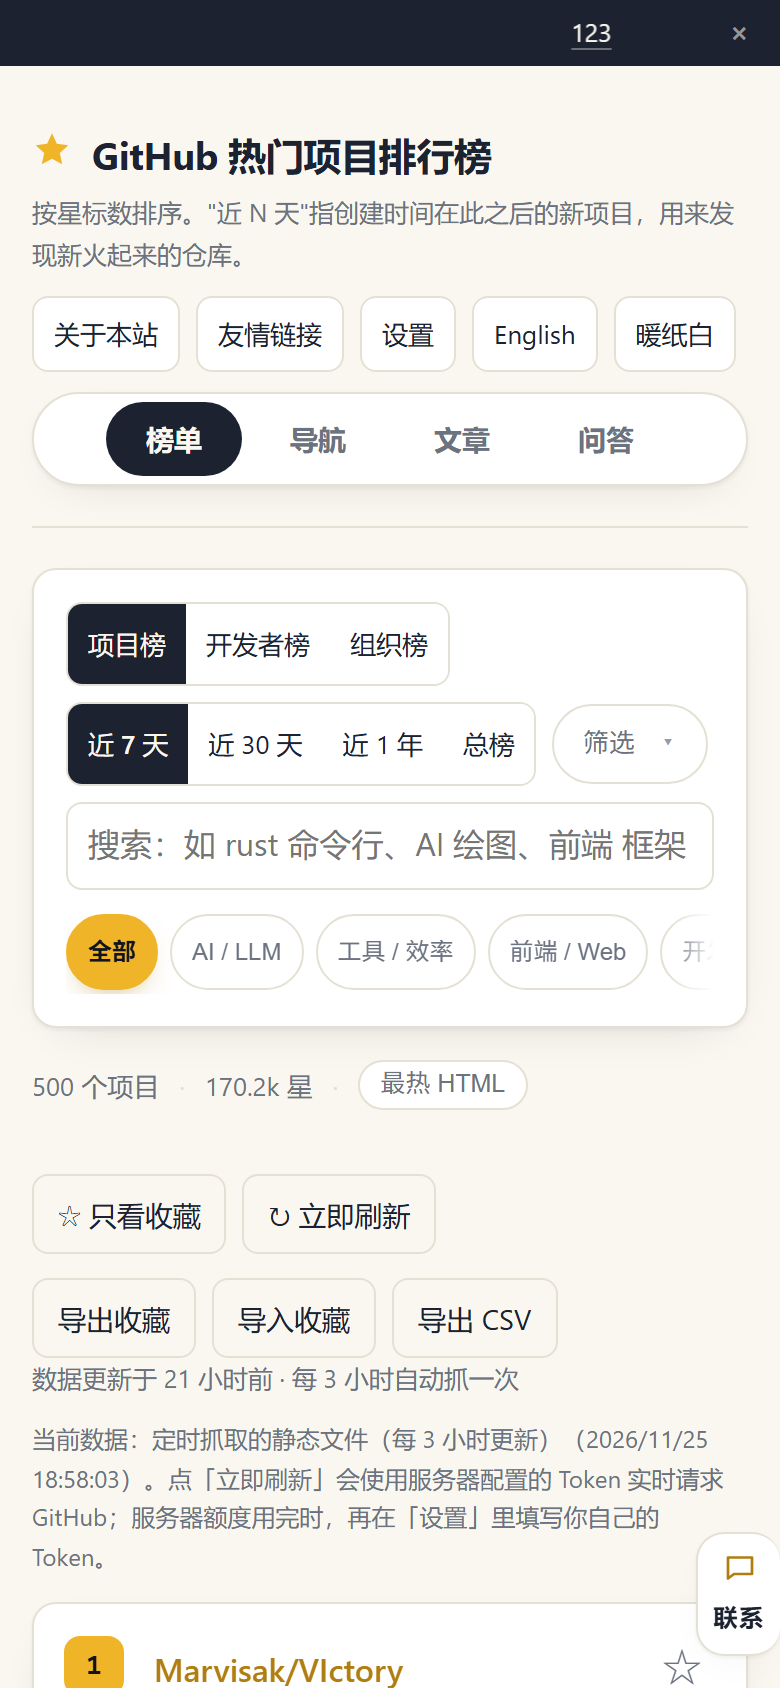 123 ×
GitHub 热门项目排行榜
按星标数排序。"近 N 天"指创建时间在此之后的新项目，用来发
现新火起来的仓库。
关于本站 友情链接 设置 English 暖纸白
榜单 导航 文章 问答
项目榜 开发者榜 组织榜
近 7 天 近 30 天 近 1 年 总榜 筛选 ▾
搜索：如 rust 命令行、AI 绘图、前端 框架
全部 AI / LLM 工具 / 效率 前端 / Web 开
500 个项目 · 170.2k 星 · 最热 HTML
☆ 只看收藏 ↻ 立即刷新
导出收藏 导入收藏 导出 CSV
数据更新于 21 小时前 · 每 3 小时自动抓一次
当前数据：定时抓取的静态文件（每 3 小时更新）（2026/11/25
18:58:03）。点「立即刷新」会使用服务器配置的 Token 实时请求
GitHub；服务器额度用完时，再在「设置」里填写你自己的
Token。
联系
1 Marvisak/VIctory ☆